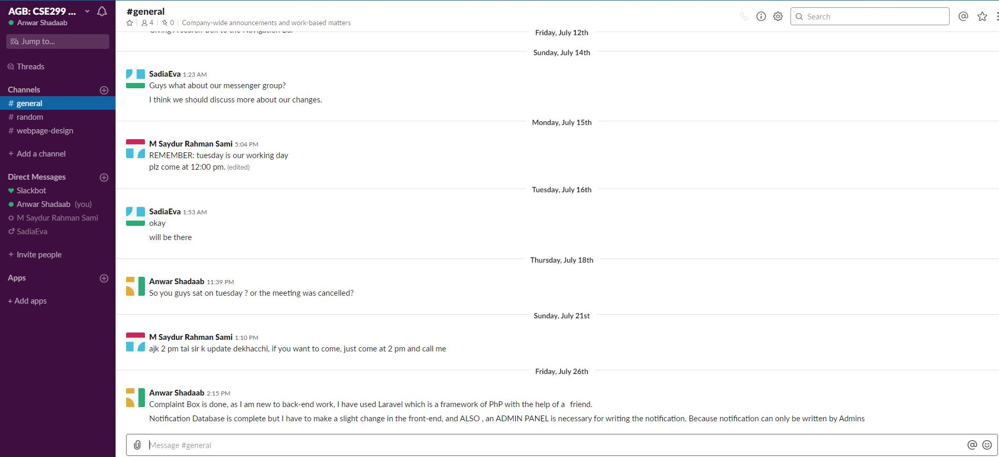 AGB: CSE299 ...
Anwar Shadaab
Jump to...
Threads
Channels
# general
# random
# webpage-design
+ Add a channel
Direct Messages
Slackbot
Anwar Shadaab (you)
M Saydur Rahman Sami
SadiaEva
+ Invite people
Apps
+ Add apps
#general
4
0
Company-wide announcements and work-based matters
Search
Giving A search-box to the Navigation Bar
Friday, July 12th
Sunday, July 14th
SadiaEva 1:23 AM
Guys what about our messenger group?
I think we should discuss more about our changes.
Monday, July 15th
M Saydur Rahman Sami 5:04 PM
REMEMBER: tuesday is our working day
plz come at 12:00 pm. (edited)
Tuesday, July 16th
SadiaEva 1:53 AM
okay
will be there
Thursday, July 18th
Anwar Shadaab 11:39 PM
So you guys sat on tuesday ? or the meeting was cancelled?
Sunday, July 21st
M Saydur Rahman Sami 1:10 PM
ajk 2 pm tai sir k update dekhacchi, if you want to come, just come at 2 pm and call me
Friday, July 26th
Anwar Shadaab 2:15 PM
Complaint Box is done, as I am new to back-end work, I have used Laravel which is a framework of PhP with the help of a friend.
Notification Database is complete but I have to make a slight change in the front-end, and ALSO , an ADMIN PANEL is necessary for writing the notification. Because notification can only be written by Admins
Message #general